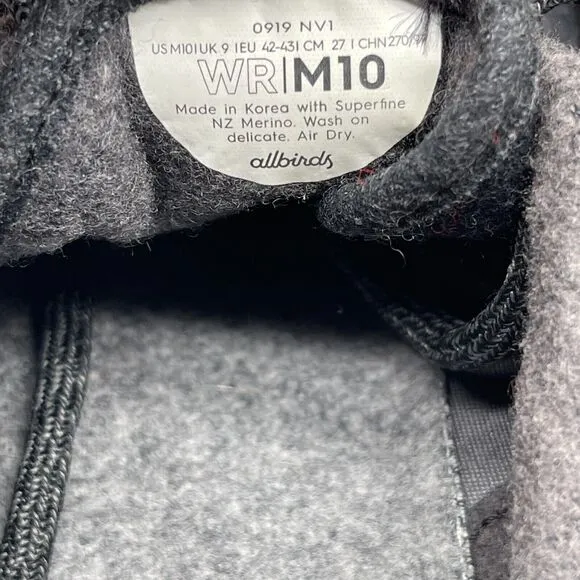 0919 NV1
US M10 | UK 9 | EU 42-43 | CM 27 | CHN 270/
WR|M10
Made in Korea with Superfine
NZ Merino. Wash on
delicate. Air Dry.
allbirds